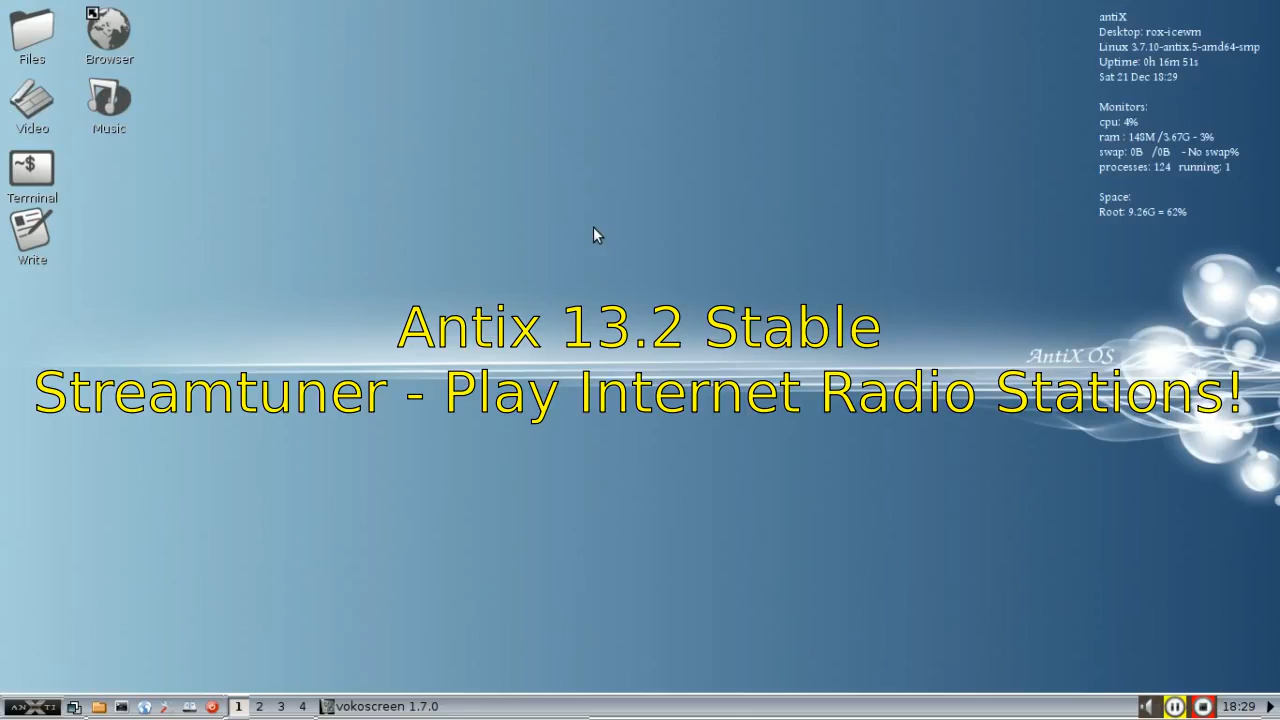 Files
Browser
Video
Music
~$
Terminal
Write
antiX
Desktop: rox-icewm
Linux 3.7.10-antix.5-amd64-smp
Uptime: 0h 16m 51s
Sat 21 Dec 18:29
Monitors:
cpu: 4%
ram : 148M /3.67G - 3%
swap: 0B /0B - No swap%
processes: 124 running: 1
Space:
Root: 9.26G = 62%
Antix 13.2 Stable
AntiX OS
Streamtuner - Play Internet Radio Stations!
ANTI
1 2 3 4 vokoscreen 1.7.0 18:29